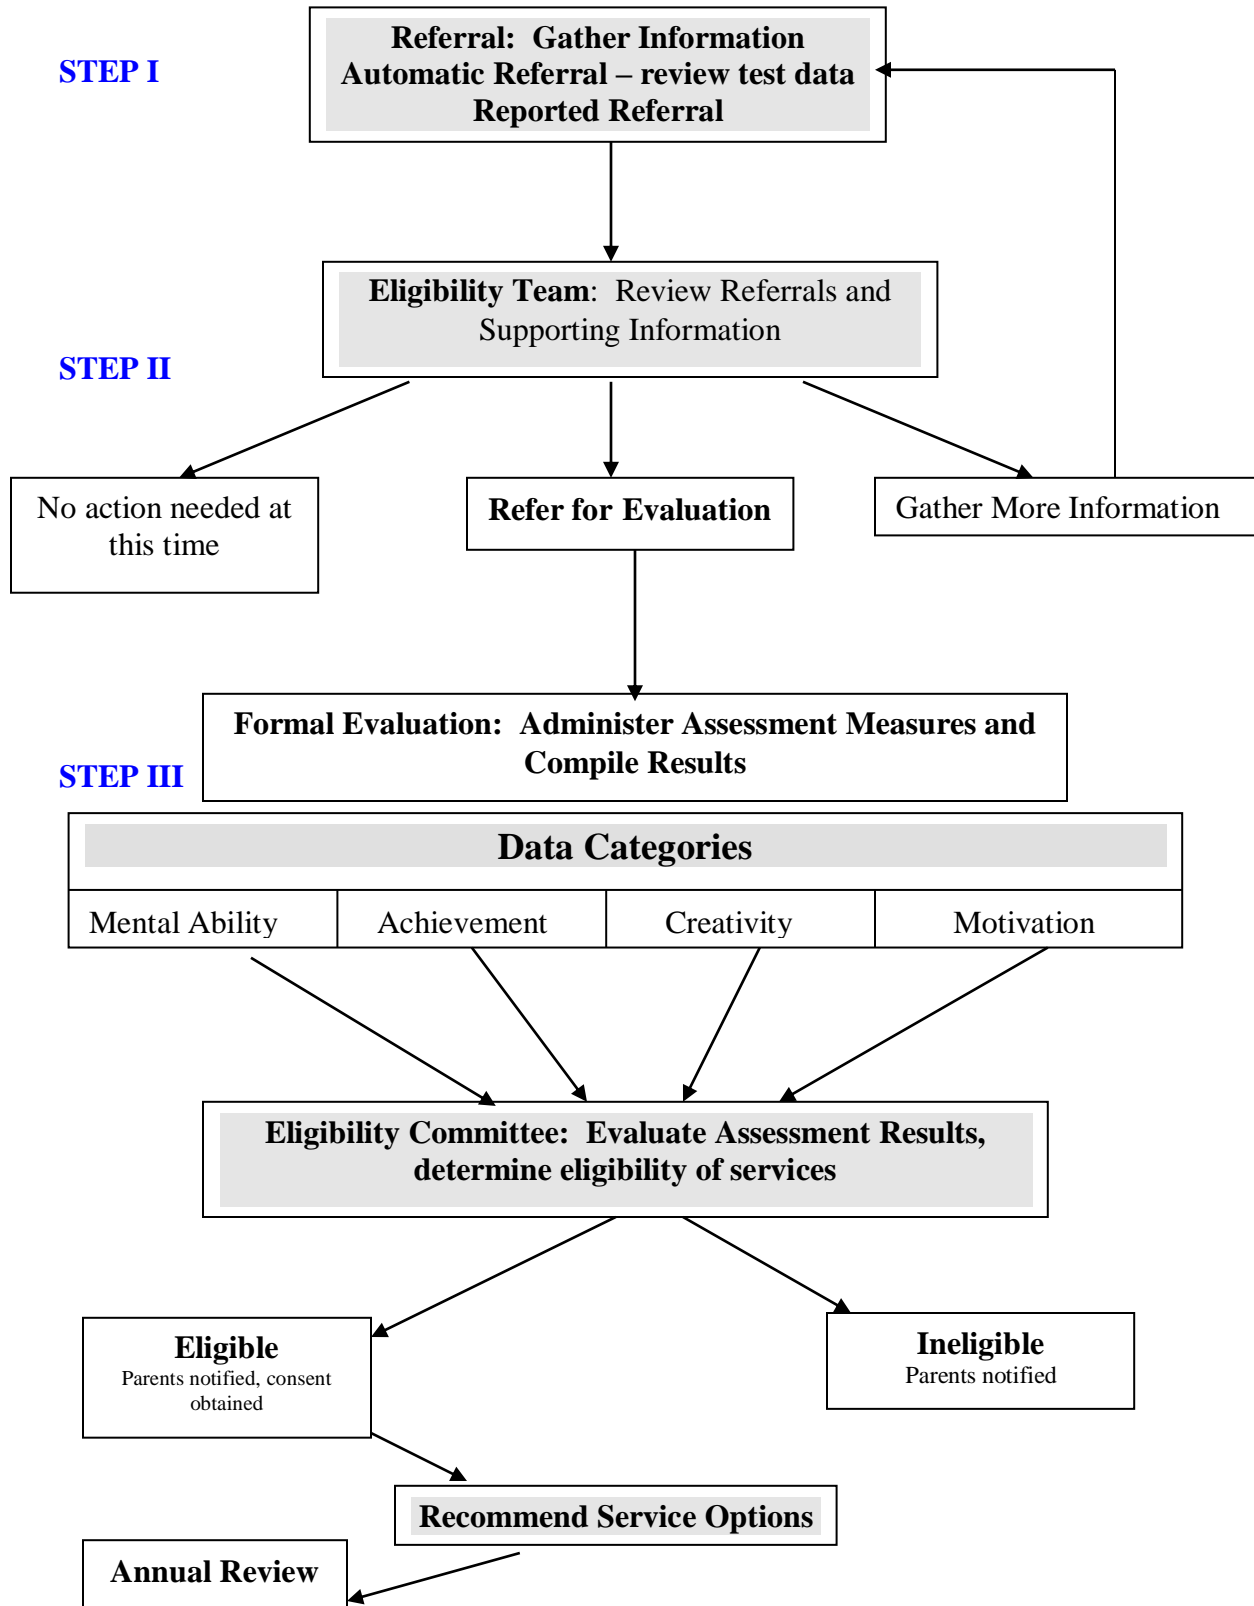 STEP I
Referral:  Gather Information
Automatic Referral – review test data
Reported Referral
Eligibility Team:  Review Referrals and
Supporting Information
STEP II
No action needed at
this time
Refer for Evaluation
Gather More Information
Formal Evaluation:  Administer Assessment Measures and
Compile Results
STEP III
Data Categories
Mental Ability
Achievement
Creativity
Motivation
Eligibility Committee:  Evaluate Assessment Results,
determine eligibility of services
Eligible
Parents notified, consent
obtained
Ineligible
Parents notified
Recommend Service Options
Annual Review